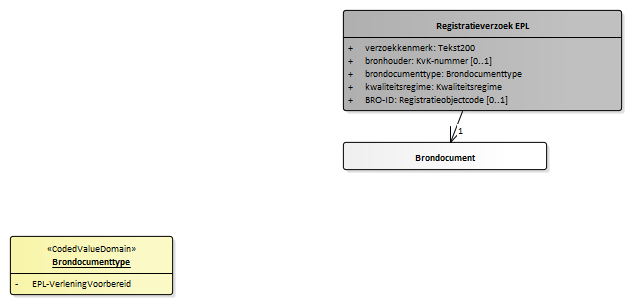 Registratieverzoek EPL
+ verzoekkenmerk: Tekst200
+ bronhouder: KvK-nummer [0..1]
+ brondocumenttype: Brondocumenttype
+ kwaliteitsregime: Kwaliteitsregime
+ BRO-ID: Registratieobjectcode [0..1]
1
Brondocument
«CodedValueDomain»
Brondocumenttype
- EPL-VerleningVoorbereid